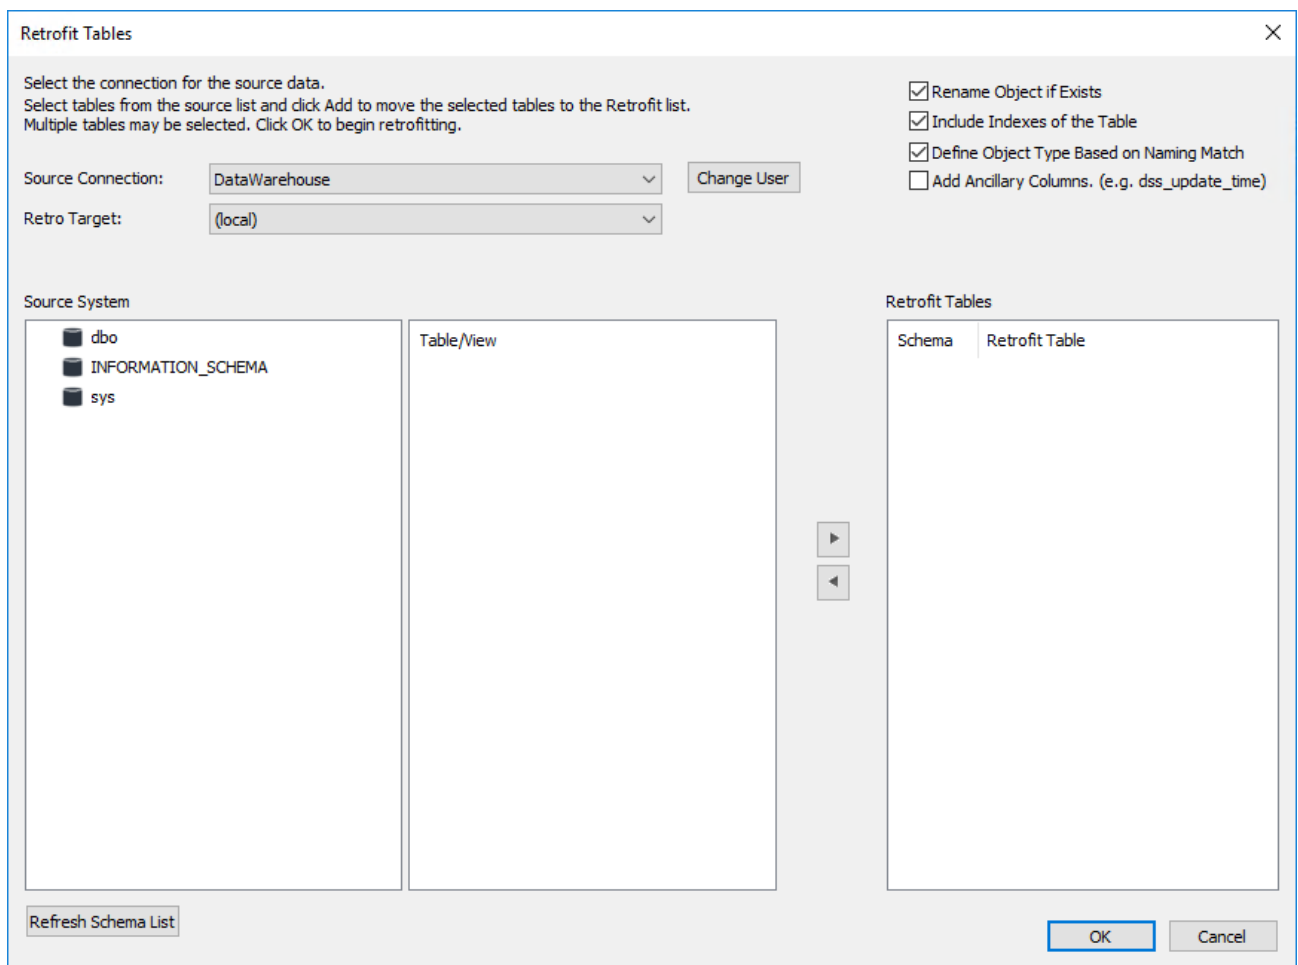 Retrofit Tables
Select the connection for the source data.
Select tables from the source list and click Add to move the selected tables to the Retrofit list.
Multiple tables may be selected. Click OK to begin retrofitting.
Rename Object if Exists
Include Indexes of the Table
Define Object Type Based on Naming Match
Add Ancillary Columns. (e.g. dss_update_time)
Source Connection:
DataWarehouse
Change User
Retro Target:
(local)
Source System
dbo
INFORMATION_SCHEMA
sys
Table/View
Retrofit Tables
Schema
Retrofit Table
Refresh Schema List
OK
Cancel